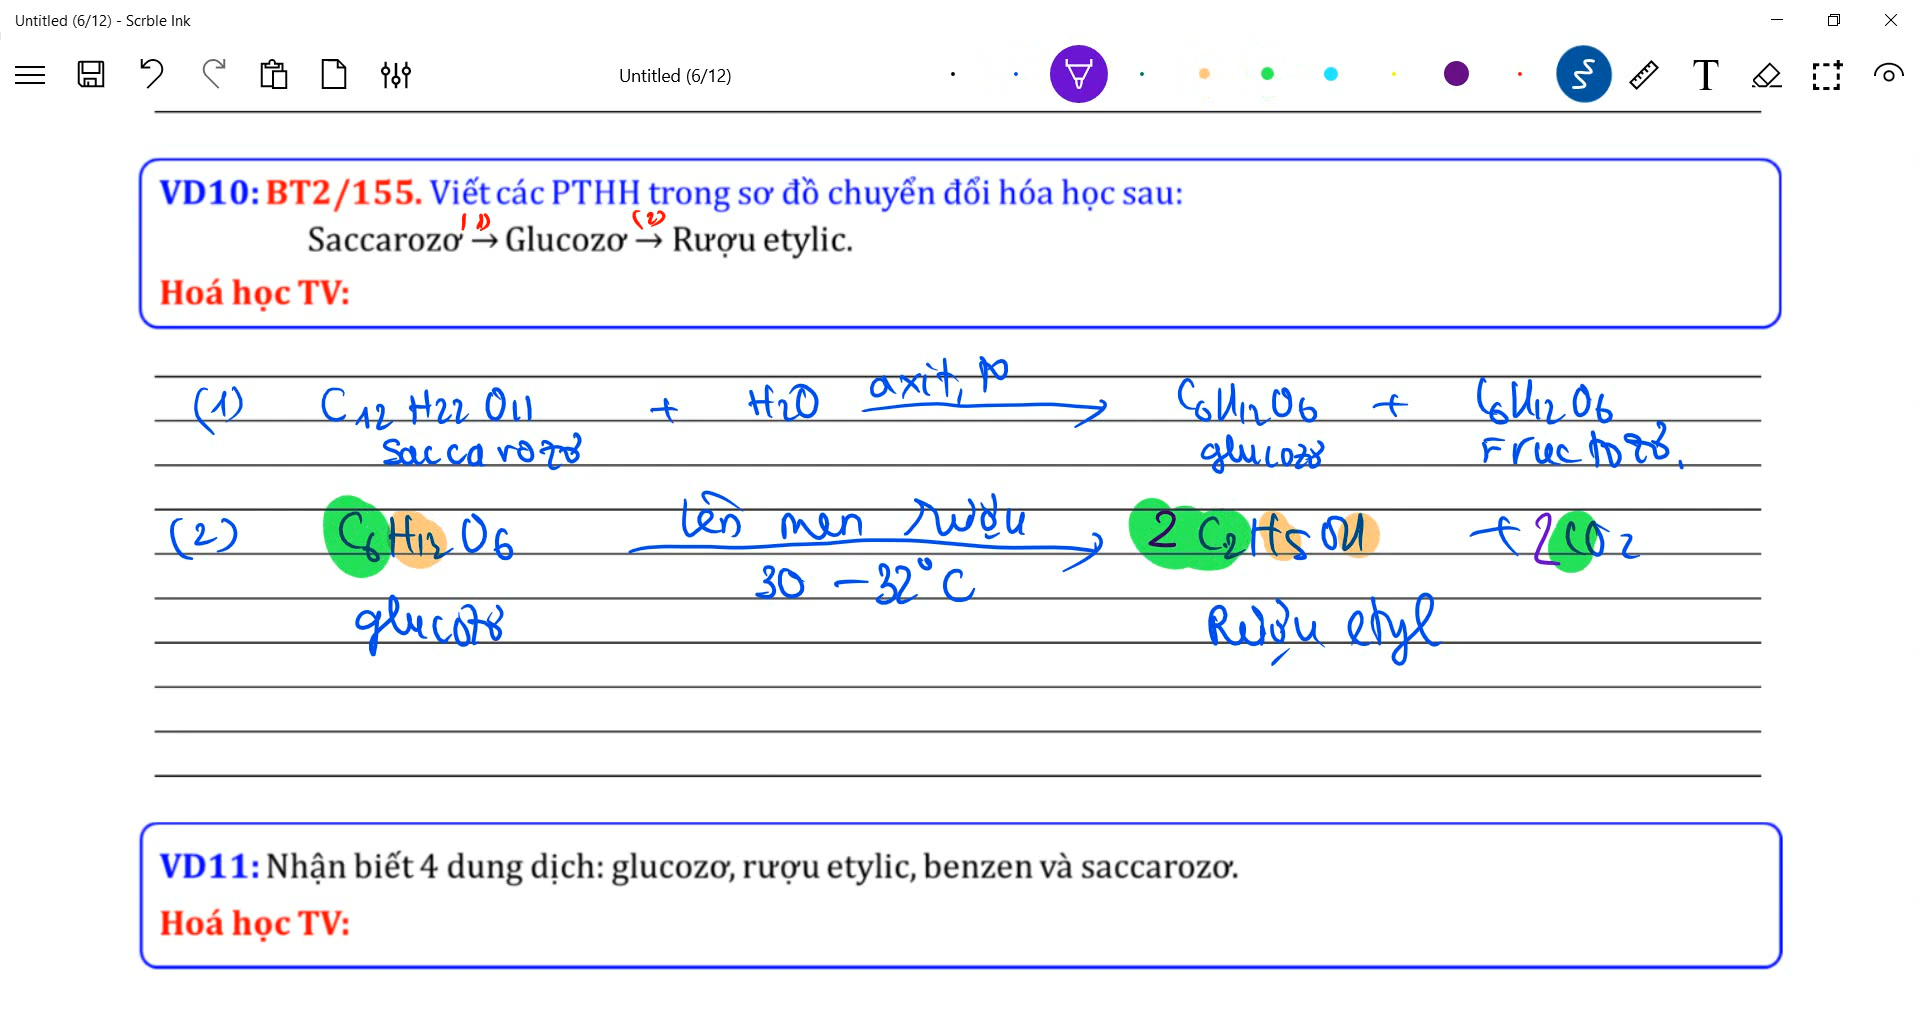 Untitled (6/12) - Scrble Ink
Untitled (6/12)
T
VD10: BT2/155. Viết các PTHH trong sơ đồ chuyển đổi hóa học sau:
(1) (2)
Saccarozơ → Glucozơ → Rượu etylic.
Hoá học TV:
axit, to
(1) C12H22O11 + H2O → C6H12O6 + C6H12O6
Saccarozơ glucozơ Fructozơ.
lên men rượu
(2) C6H12O6 → 2C2H5OH + 2CO2
30 - 32°C
glucozơ Rượu etyl
VD11: Nhận biết 4 dung dịch: glucozơ, rượu etylic, benzen và saccarozơ.
Hoá học TV: